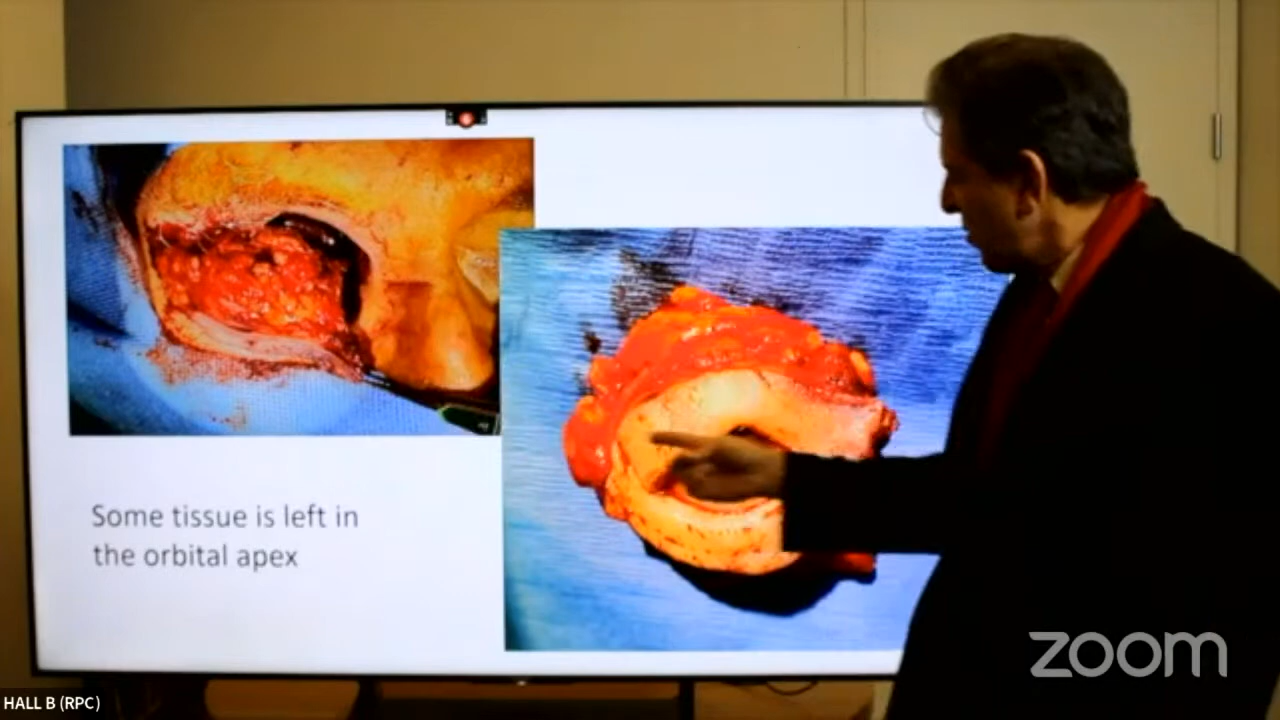 Some tissue is left in
the orbital apex
zoom
HALL B (RPC)